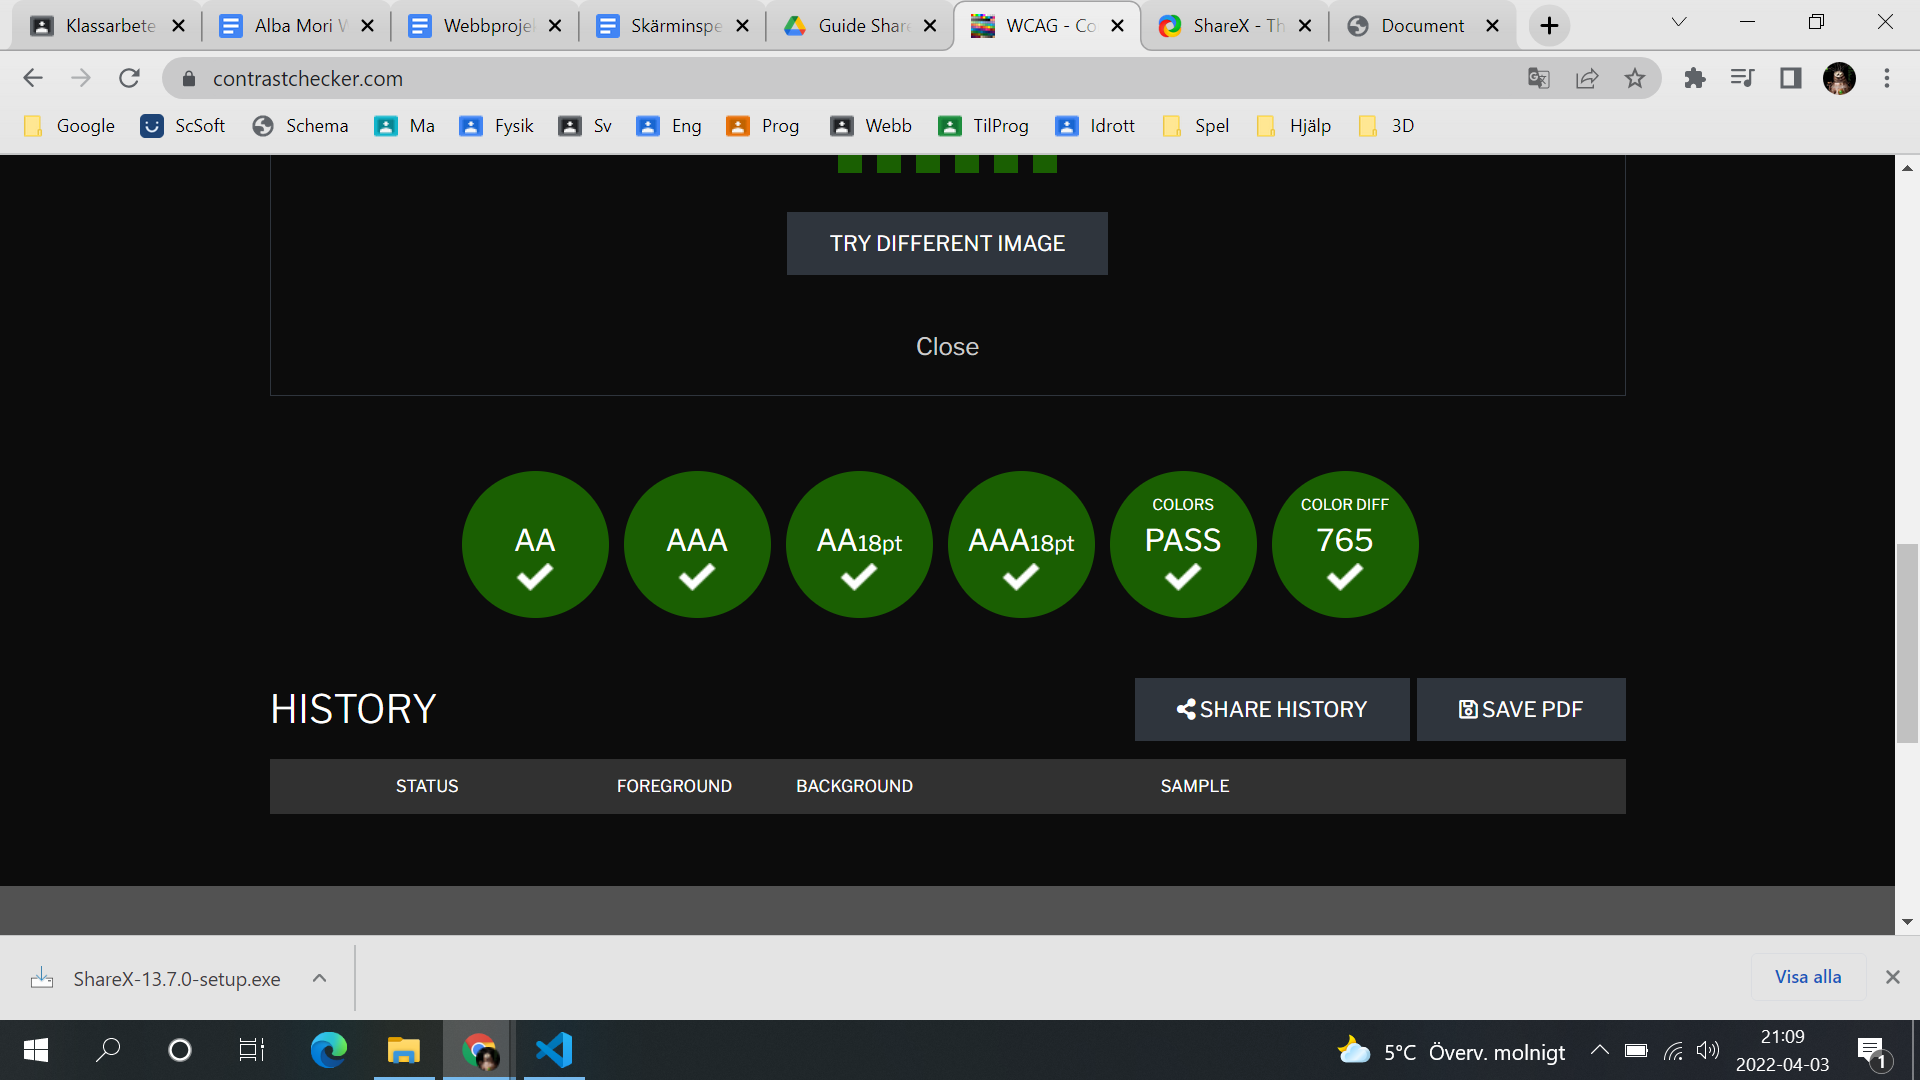 Klassarbete
Alba Mori W
Webbproje
Skärminspe
Guide Share
WCAG - Co
ShareX - Th
Document
contrastchecker.com
Google
ScSoft
Schema
Ma
Fysik
Sv
Eng
Prog
Webb
TilProg
Idrott
Spel
Hjälp
3D
TRY DIFFERENT IMAGE
Close
AA
AAA
AA18pt
AAA18pt
COLORS
PASS
COLOR DIFF
765
HISTORY
SHARE HISTORY
SAVE PDF
STATUS FOREGROUND BACKGROUND SAMPLE
ShareX-13.7.0-setup.exe
Visa alla
5°C Överv. molnigt
21:09
2022-04-03
1